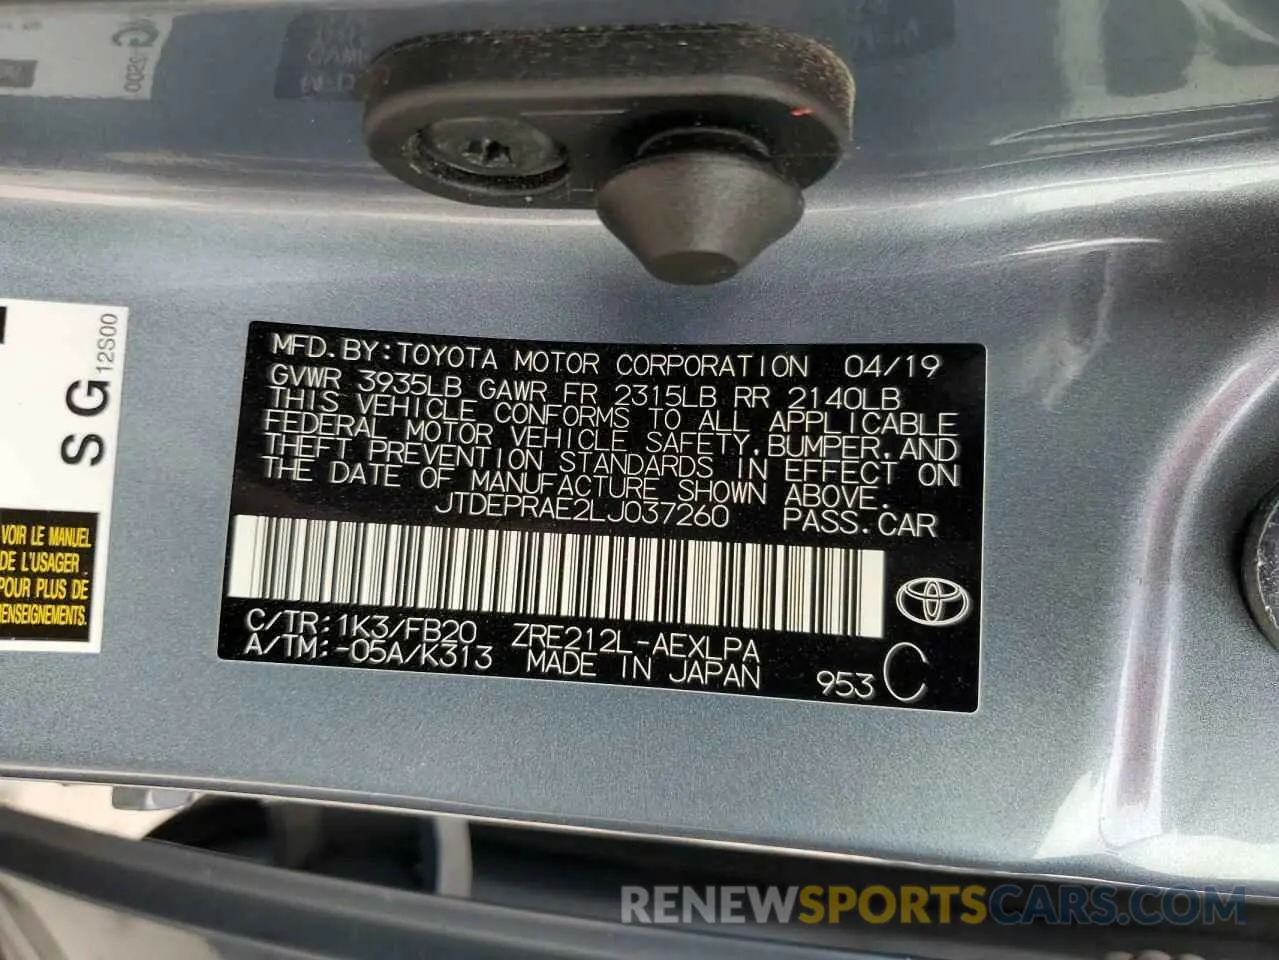 12S00
SG
VOIR LE MANUEL
DE L'USAGER
POUR PLUS DE
RENSEIGNEMENTS.
MFD.BY:TOYOTA MOTOR CORPORATION 04/19
GVWR 3935LB GAWR FR 2315LB RR 2140LB
THIS VEHICLE CONFORMS TO ALL APPLICABLE
FEDERAL MOTOR VEHICLE SAFETY,BUMPER,AND
THEFT PREVENTION STANDARDS IN EFFECT ON
THE DATE OF MANUFACTURE SHOWN ABOVE.
JTDEPRAE2LJ037260 PASS.CAR
C/TR:1K3/FB20 ZRE212L-AEXLPA
A/TM:-05A/K313 MADE IN JAPAN 953 C
RENEWSPORTSCARS.COM